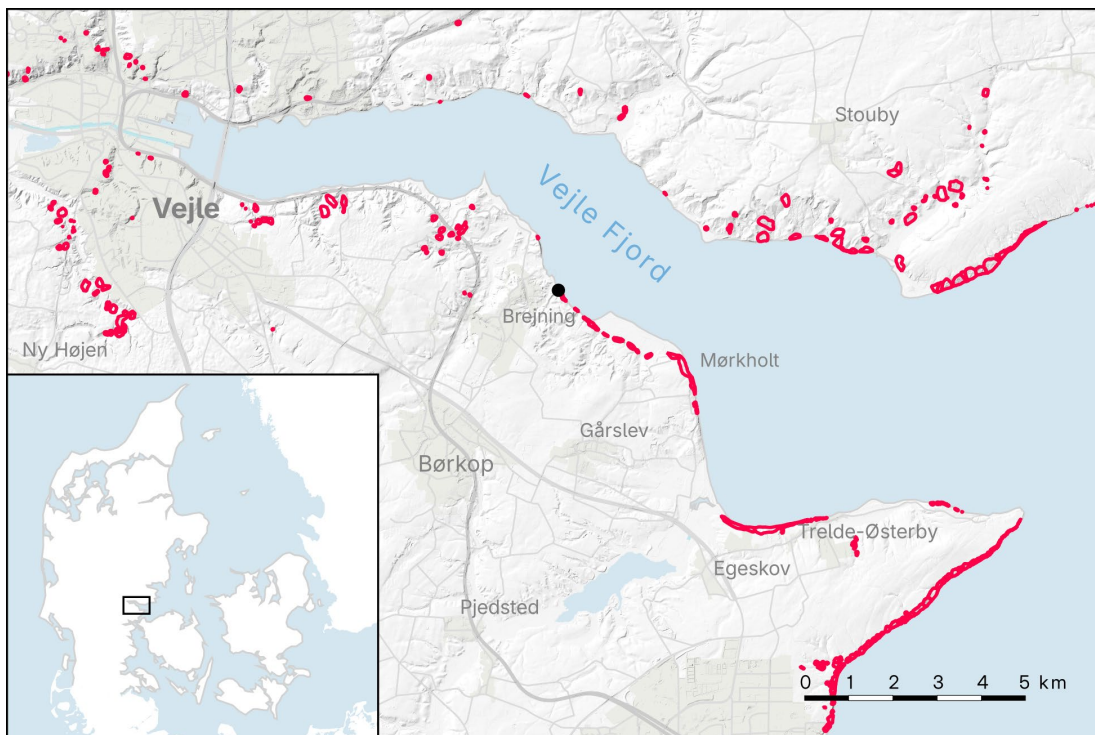 Stouby
Vejle
Vejle Fjord
Brejning
Ny Højen
Mørkholt
Gårslev
Børkop
Trelde-Østerby
Egeskov
Pjedsted
0 1 2 3 4 5 km